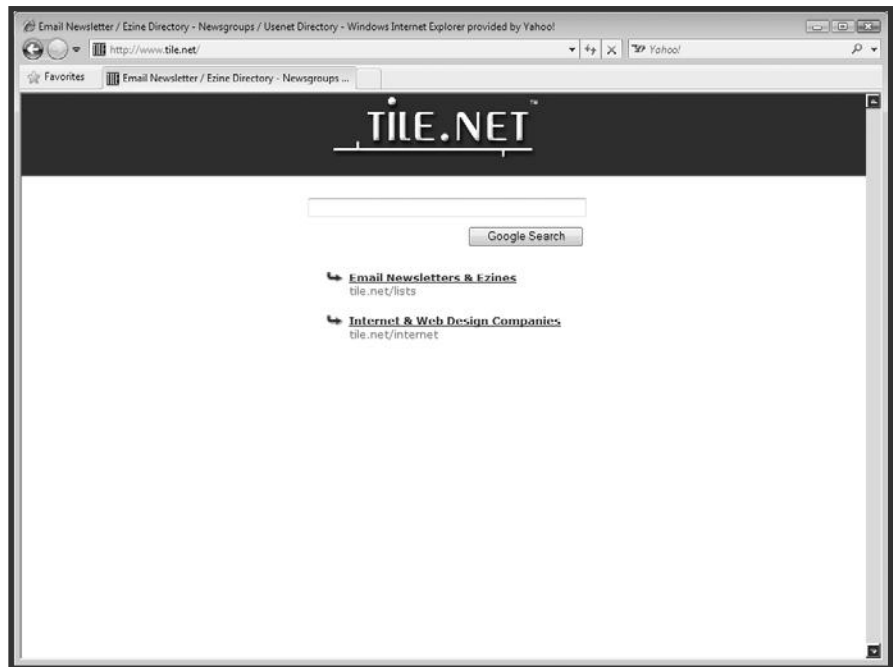 Email Newsletter / Ezine Directory - Newsgroups / Usenet Directory - Windows Internet Explorer provided by Yahoo!
http://www.tile.net/
Yahoo!
Favorites
Email Newsletter / Ezine Directory - Newsgroups ...
TILE.NET™
Google Search
Email Newsletters & Ezines
tile.net/lists
Internet & Web Design Companies
tile.net/internet